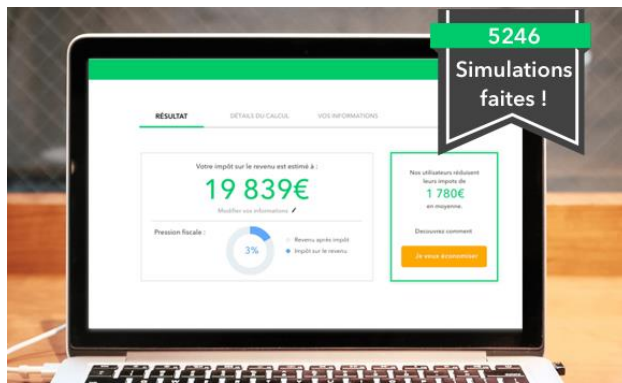 5246
Simulations
faites !
RÉSULTAT DÉTAILS DU CALCUL VOS INFORMATIONS
Votre impôt sur le revenu est estimé à :
19 839€
Modifier vos informations
Pression fiscale :
3%
Revenu après impôt
Impôt sur le revenu
Nos utilisateurs réduisent
leurs impots de
1 780€
en moyenne.
Decouvrez comment
Je veux économiser